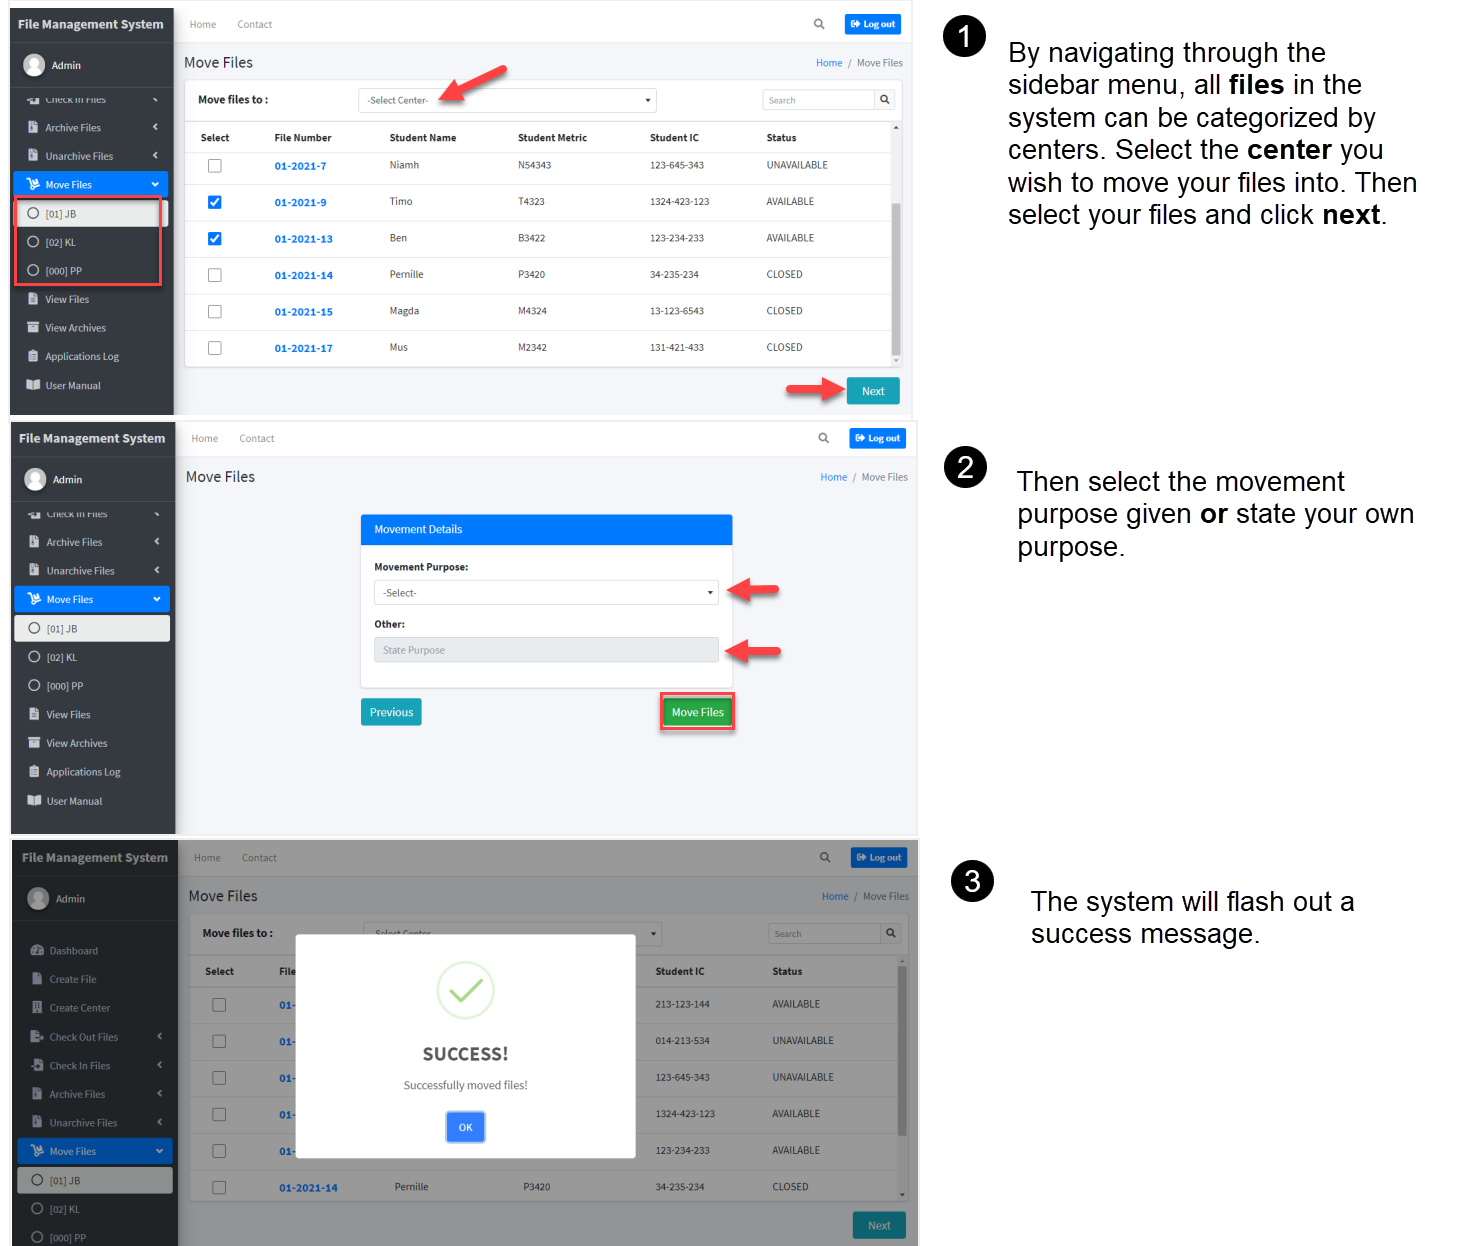 File Management System
Home Contact
Log out
Admin
Move Files
Home / Move Files
Check In Files
Archive Files
Unarchive Files
Move Files
[01] JB
[02] KL
[000] PP
View Files
View Archives
Applications Log
User Manual
Move files to :
-Select Center-
Search
Select File Number Student Name Student Metric Student IC Status
01-2021-7 Niamh N54343 123-645-343 UNAVAILABLE
01-2021-9 Timo T4323 1324-423-123 AVAILABLE
01-2021-13 Ben B3422 123-234-233 AVAILABLE
01-2021-14 Pernille P3420 34-235-234 CLOSED
01-2021-15 Magda M4324 13-123-6543 CLOSED
01-2021-17 Mus M2342 131-421-433 CLOSED
Next
1
By navigating through the
sidebar menu, all files in the
system can be categorized by
centers. Select the center you
wish to move your files into. Then
select your files and click next.
File Management System
Home Contact
Log out
Admin
Move Files
Home / Move Files
Check In Files
Archive Files
Unarchive Files
Move Files
[01] JB
[02] KL
[000] PP
View Files
View Archives
Applications Log
User Manual
Movement Details
Movement Purpose:
-Select-
Other:
State Purpose
Previous
Move Files
2
Then select the movement
purpose given or state your own
purpose.
File Management System
Home Contact
Log out
Admin
Move Files
Home / Move Files
Dashboard
Create File
Create Center
Check Out Files
Check In Files
Archive Files
Unarchive Files
Move Files
[01] JB
[02] KL
[000] PP
Move files to :
-Select Center-
Search
Select File Student IC Status
01- 213-123-144 AVAILABLE
01- 014-213-534 UNAVAILABLE
01- 123-645-343 UNAVAILABLE
01- 1324-423-123 AVAILABLE
01- 123-234-233 AVAILABLE
01-2021-14 Pernille P3420 34-235-234 CLOSED
Next
SUCCESS!
Successfully moved files!
OK
3
The system will flash out a
success message.